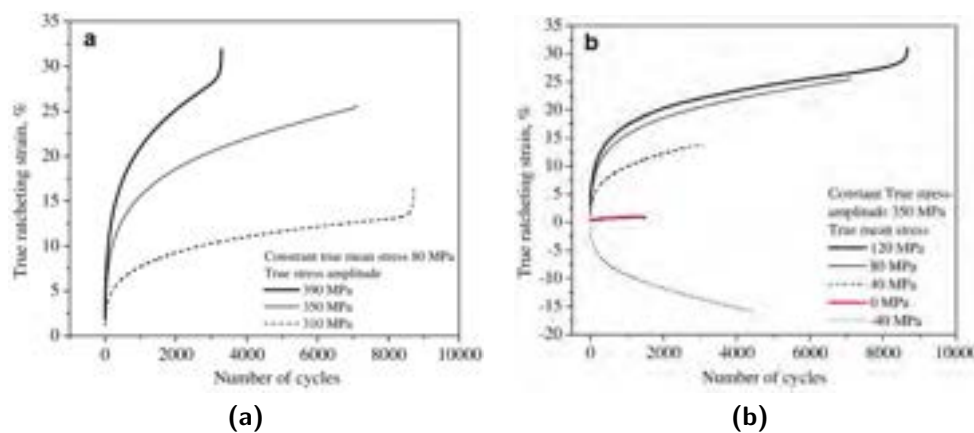 a
True ratcheting strain, %
35
30
25
20
15
10
5
0
Constant true mean stress 80 MPa
True stress amplitude
390 MPa
350 MPa
310 MPa
0
2000
4000
6000
8000
10000
Number of cycles
(a)
b
True ratcheting strain, %
35
30
25
20
15
10
5
0
-5
-10
-15
-20
Constant True stress
amplitude 350 MPa
True mean stress
120 MPa
80 MPa
40 MPa
0 MPa
-40 MPa
0
2000
4000
6000
8000
10000
Number of cycles
(b)